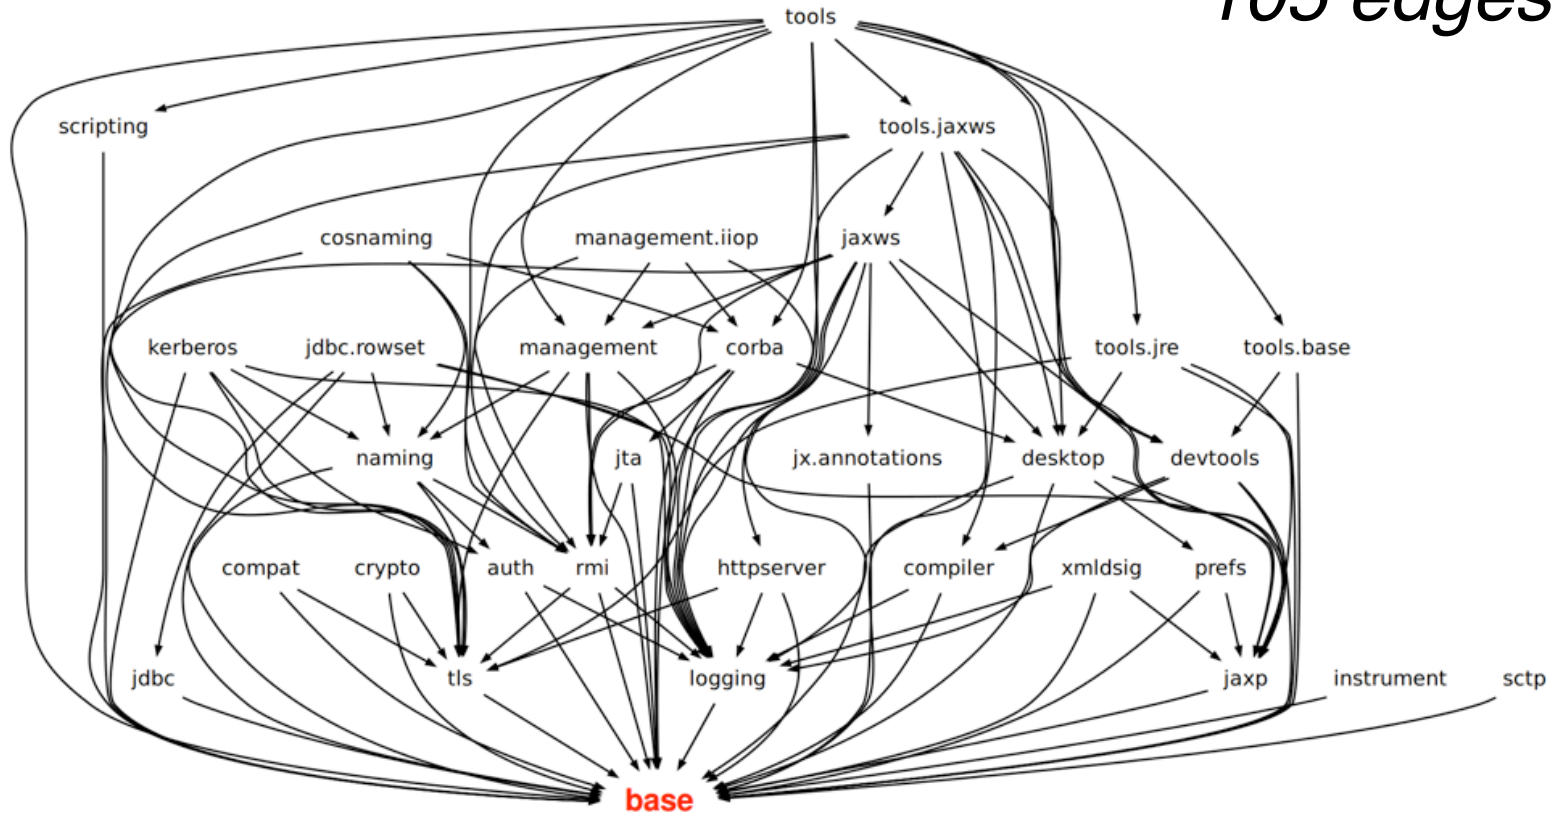 105 edges
tools
scripting
tools.jaxws
cosnaming management.iiop jaxws
kerberos jdbc.rowset management corba tools.jre tools.base
naming jta jx.annotations desktop devtools
compat crypto auth rmi httpserver compiler xmldsig prefs
jdbc tls logging jaxp instrument sctp
base